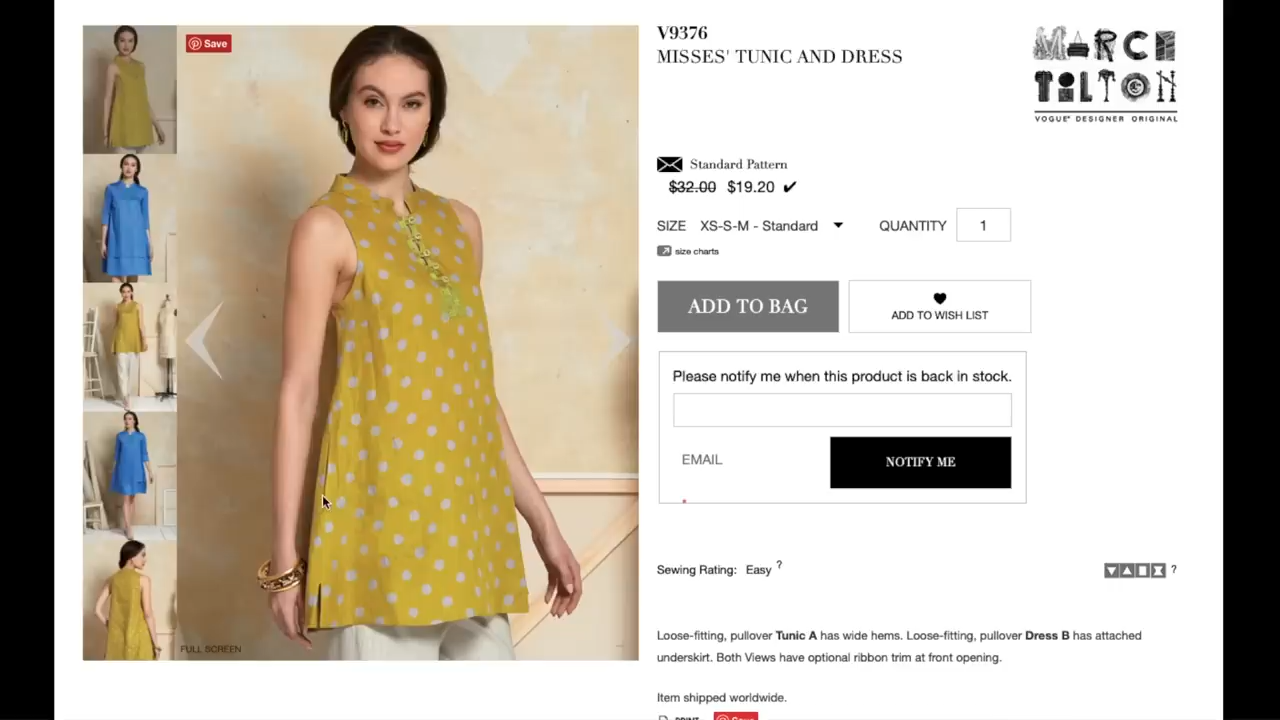 Save
V9376
MISSES' TUNIC AND DRESS
MARCY
TILTON
VOGUE® DESIGNER ORIGINAL
Standard Pattern
$32.00 $19.20 ✔
SIZE XS-S-M - Standard QUANTITY 1
size charts
ADD TO BAG
ADD TO WISH LIST
Please notify me when this product is back in stock.
EMAIL
NOTIFY ME
*
Sewing Rating: Easy ?
?
FULL SCREEN
Loose-fitting, pullover Tunic A has wide hems. Loose-fitting, pullover Dress B has attached
underskirt. Both Views have optional ribbon trim at front opening.
Item shipped worldwide.
PRINT Save